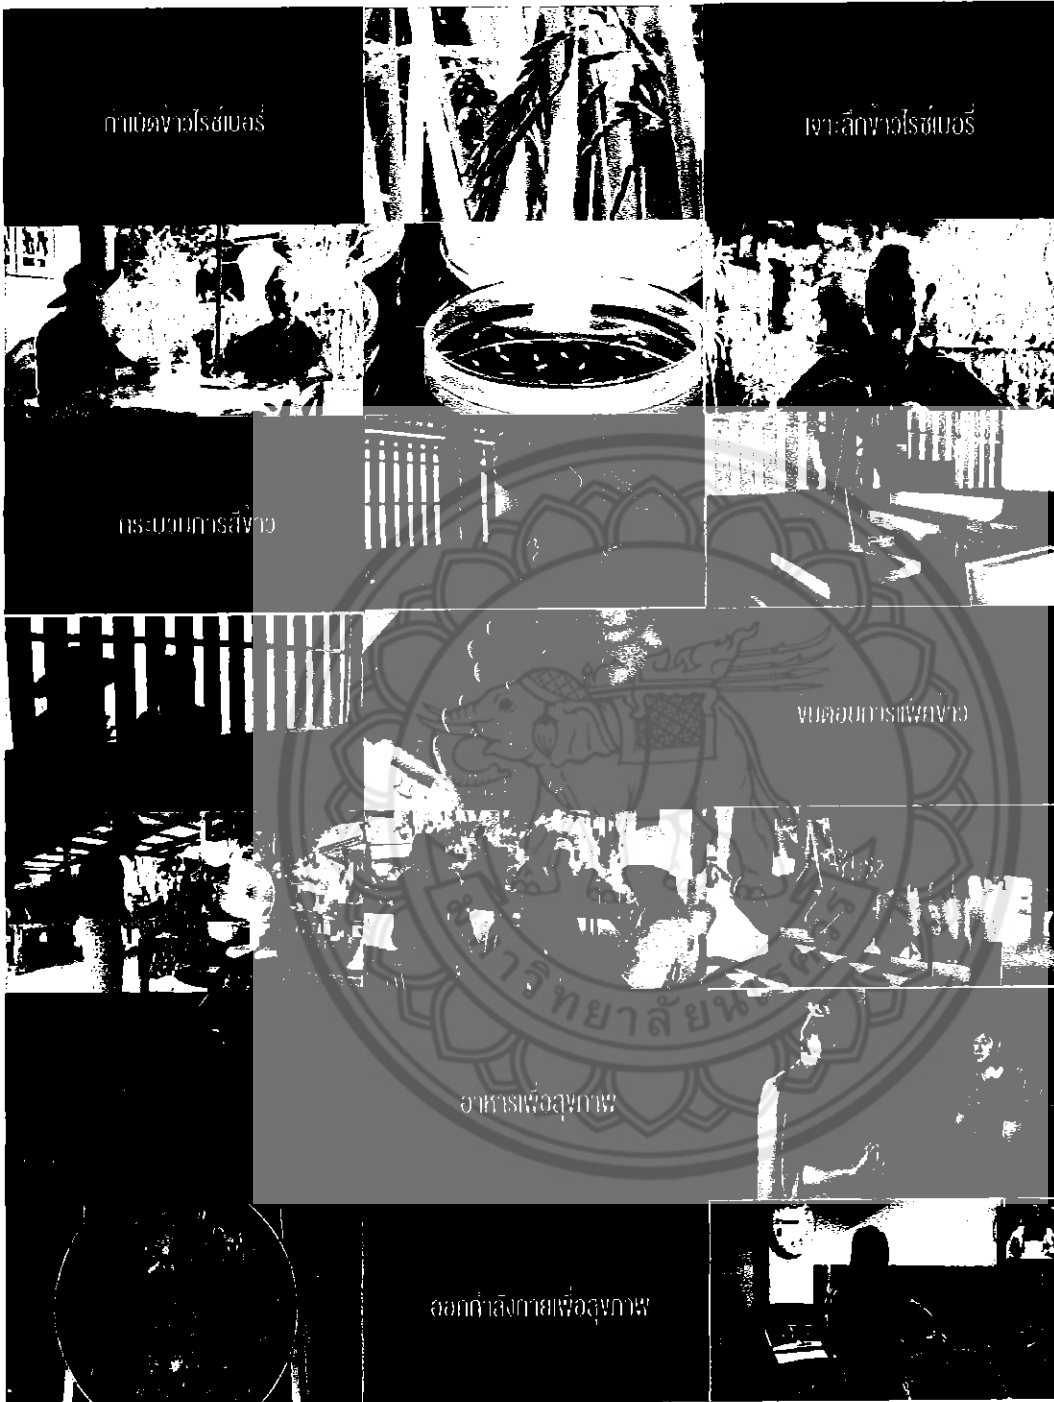 กำเนิดข้าวไรซ์เบอรี่
เจาะลึกข้าวไรซ์เบอรี่
กระบวนการสีข้าว
ขั้นตอนการแพ็คข้าว
อาหารเพื่อสุขภาพ
ออกกำลังกายเพื่อสุขภาพ